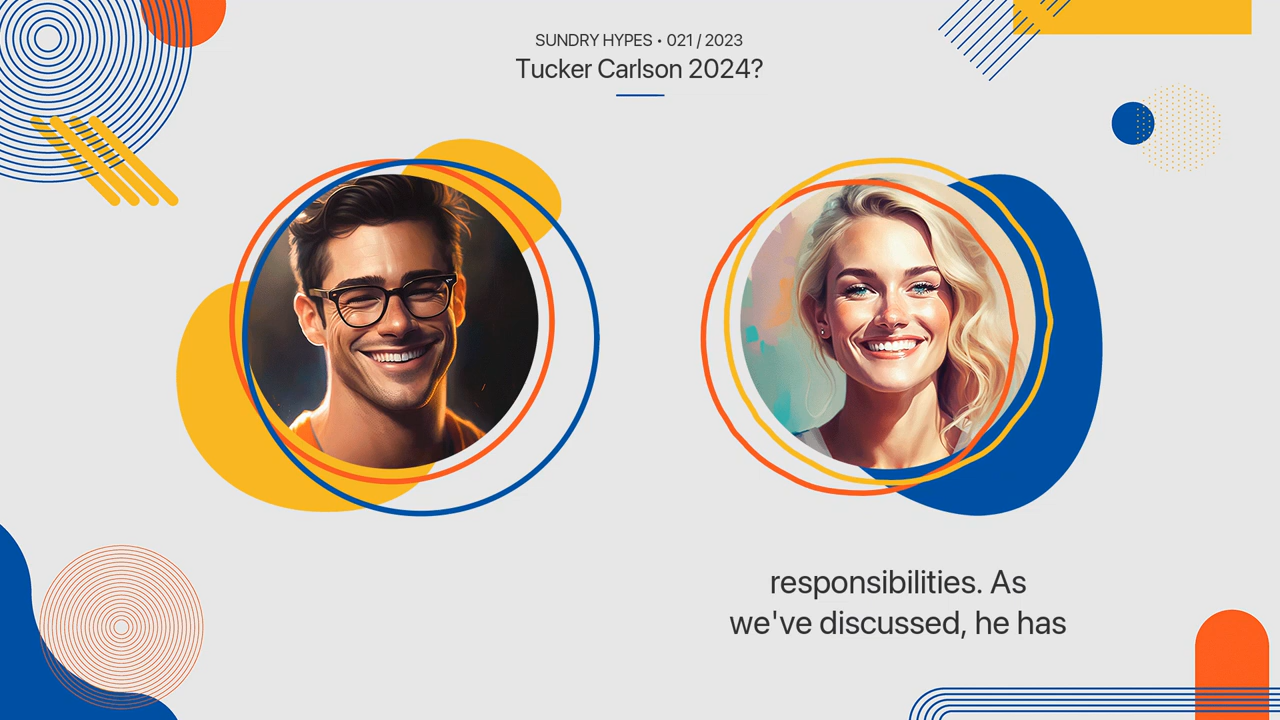 SUNDRY HYPES • 021 / 2023
Tucker Carlson 2024?
responsibilities. As
we've discussed, he has